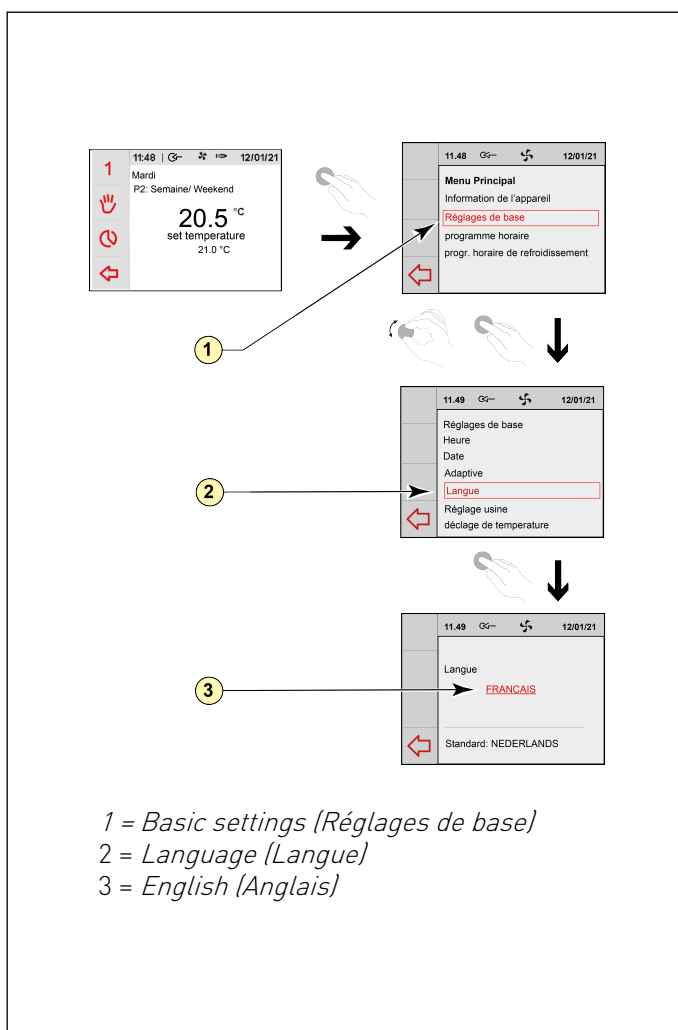 11:48 12/01/21
1
Mardi
P2: Semaine/ Weekend
20.5 °C
set temperature
21.0 °C
11.48 12/01/21
Menu Principal
Information de l'appareil
Réglages de base
programme horaire
progr. horaire de refroidissement
1
11.49 12/01/21
Réglages de base
Heure
Date
Adaptive
Langue
Réglage usine
déclage de temperature
2
11.49 12/01/21
Langue
FRANCAIS
Standard: NEDERLANDS
3
1 = Basic settings (Réglages de base)
2 = Language (Langue)
3 = English (Anglais)